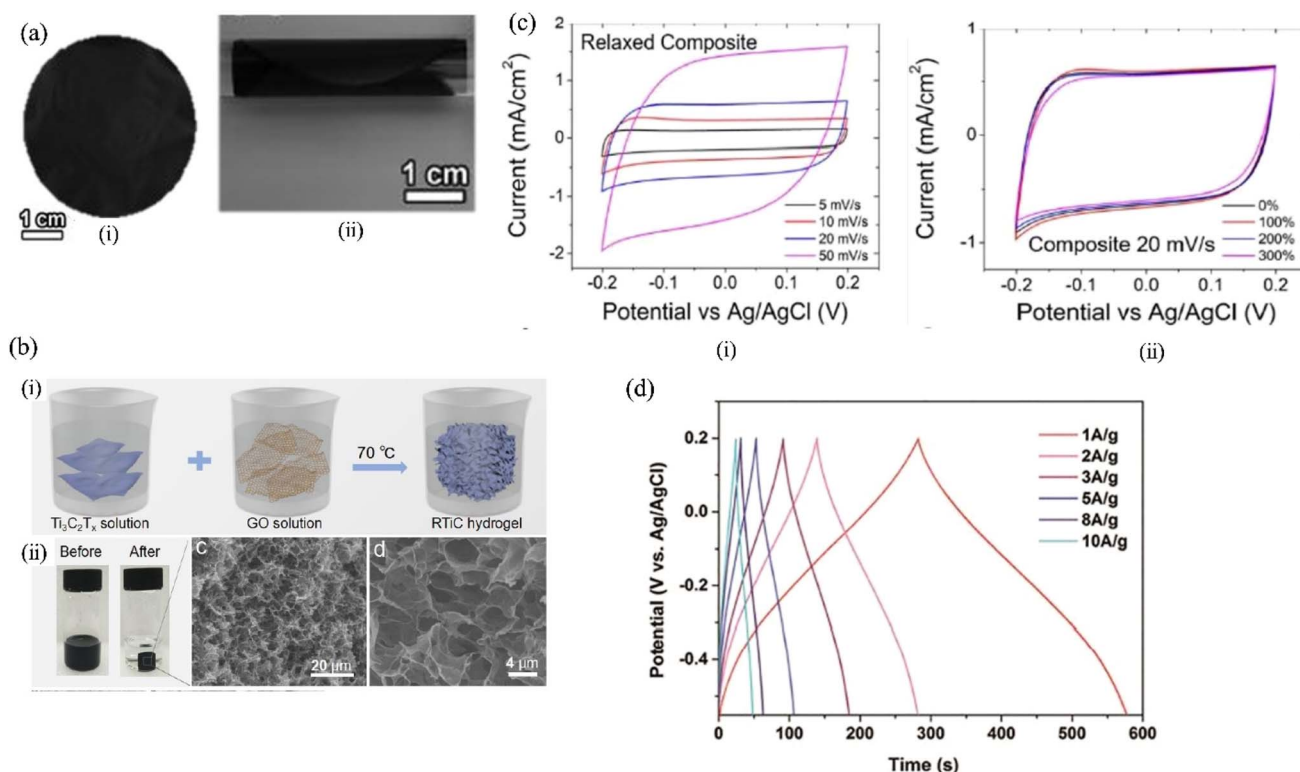 (a)
1 cm
(i)
1 cm
(ii)
(c)
Relaxed Composite
Current (mA/cm²)
2
1
0
-1
-2
5 mV/s
10 mV/s
20 mV/s
50 mV/s
-0.2 -0.1 0.0 0.1 0.2
Potential vs Ag/AgCl (V)
(i)
Current (mA/cm²)
1
0
-1
0%
100%
200%
300%
Composite 20 mV/s
-0.2 -0.1 0.0 0.1 0.2
Potential vs Ag/AgCl (V)
(ii)
(b)
(i)
70 °C
Ti₃C₂Tₓ solution
GO solution
RTiC hydrogel
(ii)
Before
After
c
20 μm
d
4 μm
(d)
Potential (V vs. Ag/AgCl)
0.2
0.0
-0.2
-0.4
1A/g
2A/g
3A/g
5A/g
8A/g
10A/g
0 100 200 300 400 500 600
Time (s)